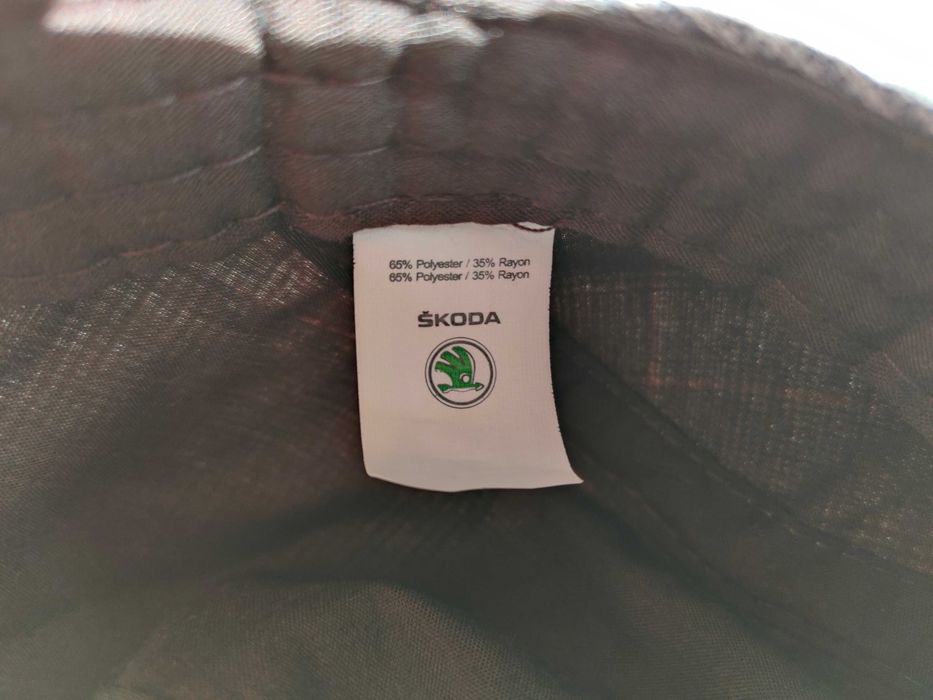 65% Polyester / 35% Rayon
65% Polyester / 35% Rayon
ŠKODA